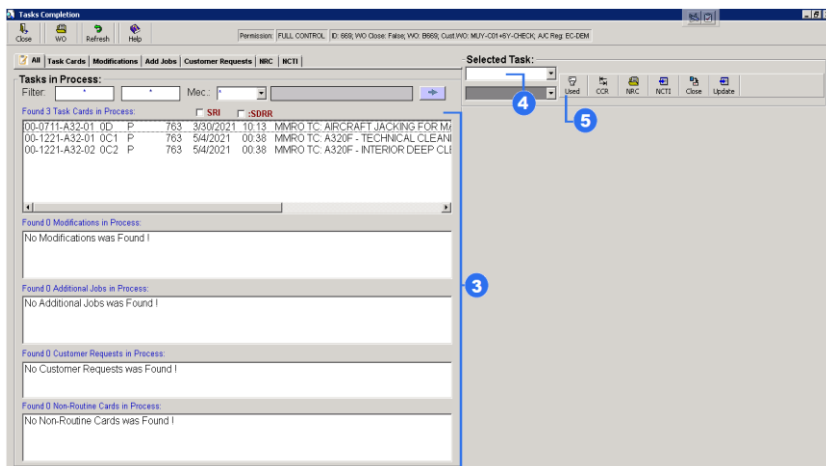 Tasks Completion
Close WO Refresh Help
Permission: FULL CONTROL ID: 669; WO Close: False; WO: B669; Cust.WO: MUY-C01+6Y-CHECK; A/C Reg: EC-DEM
All Task Cards Modifications Add Jobs Customer Requests NRC NCTI
Selected Task:
Tasks in Process:
Filter: * * Mec.: *
Used CCR NRC NCTI Close Update
4
5
Found 3 Task Cards in Process: SRI :SDRR
00-0711-A32-01 0D P 763 3/30/2021 10:13 MMRO TC: AIRCRAFT JACKING FOR MA
00-1221-A32-01 0C1 P 763 5/4/2021 00:38 MMRO TC: A320F - TECHNICAL CLEANI
00-1221-A32-02 0C2 P 763 5/4/2021 00:38 MMRO TC: A320F - INTERIOR DEEP CLE
Found 0 Modifications in Process:
No Modifications was Found !
3
Found 0 Additional Jobs in Process:
No Additional Jobs was Found !
Found 0 Customer Requests in Process:
No Customer Requests was Found !
Found 0 Non-Routine Cards in Process:
No Non-Routine Cards was Found !